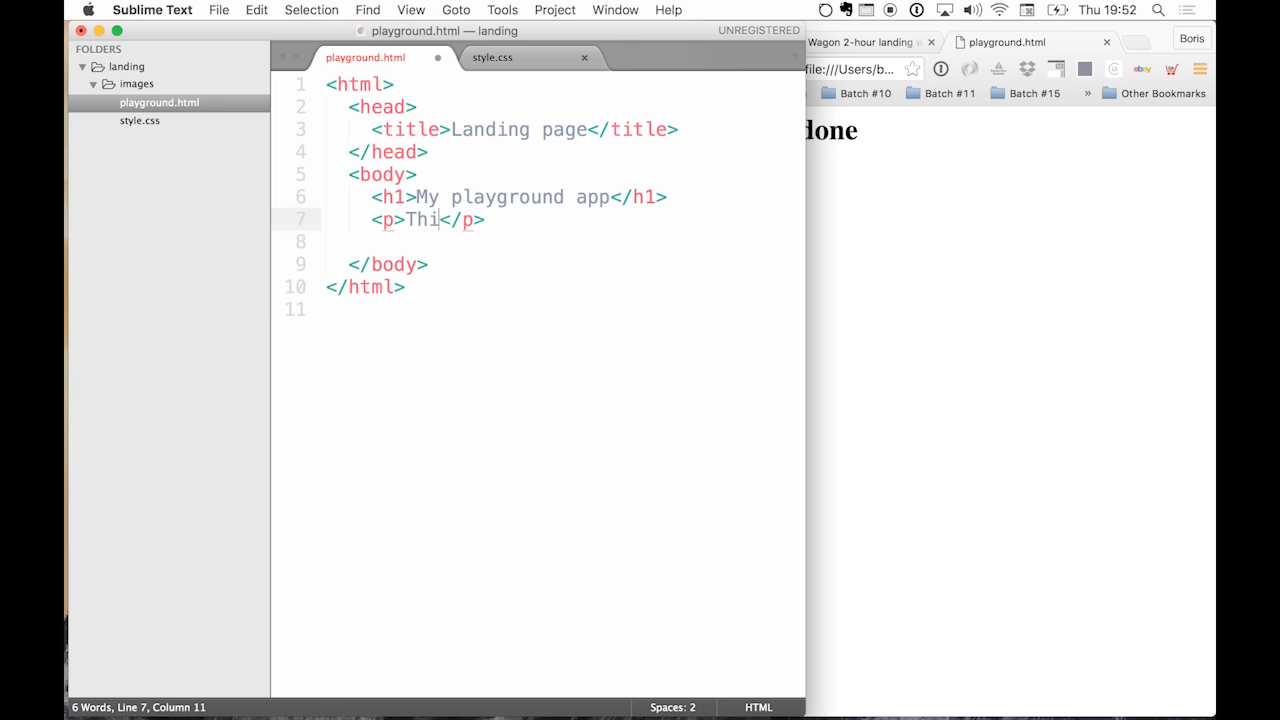 Sublime Text File Edit Selection Find View Goto Tools Project Window Help Thu 19:52
playground.html — landing UNREGISTERED
Wagon 2-hour landing playground.html Boris
FOLDERS
landing
images
playground.html
style.css
playground.html style.css
file:///Users/b...
Batch #10 Batch #11 Batch #15 » Other Bookmarks
1 <html>
2 <head>
3 <title>Landing page</title>
4 </head>
5 <body>
6 <h1>My playground app</h1>
7 <p>Thi</p>
8
9 </body>
10 </html>
11
done
6 Words, Line 7, Column 11 Spaces: 2 HTML